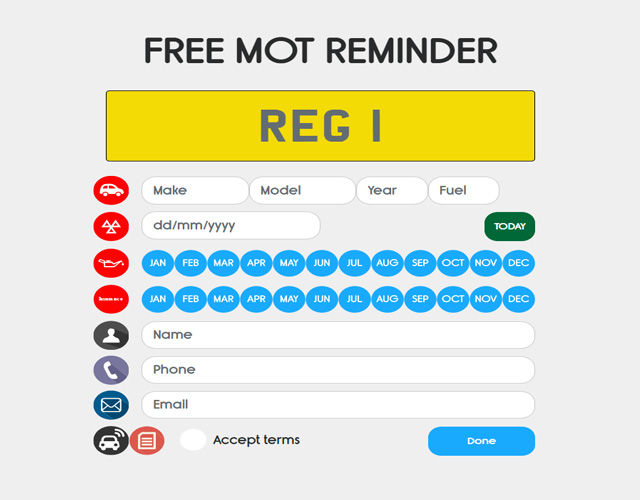 FREE MOT REMINDER
REG 1
Make Model Year Fuel
dd/mm/yyyy TODAY
JAN FEB MAR APR MAY JUN JUL AUG SEP OCT NOV DEC
JAN FEB MAR APR MAY JUN JUL AUG SEP OCT NOV DEC
Name
Phone
Email
Accept terms Done